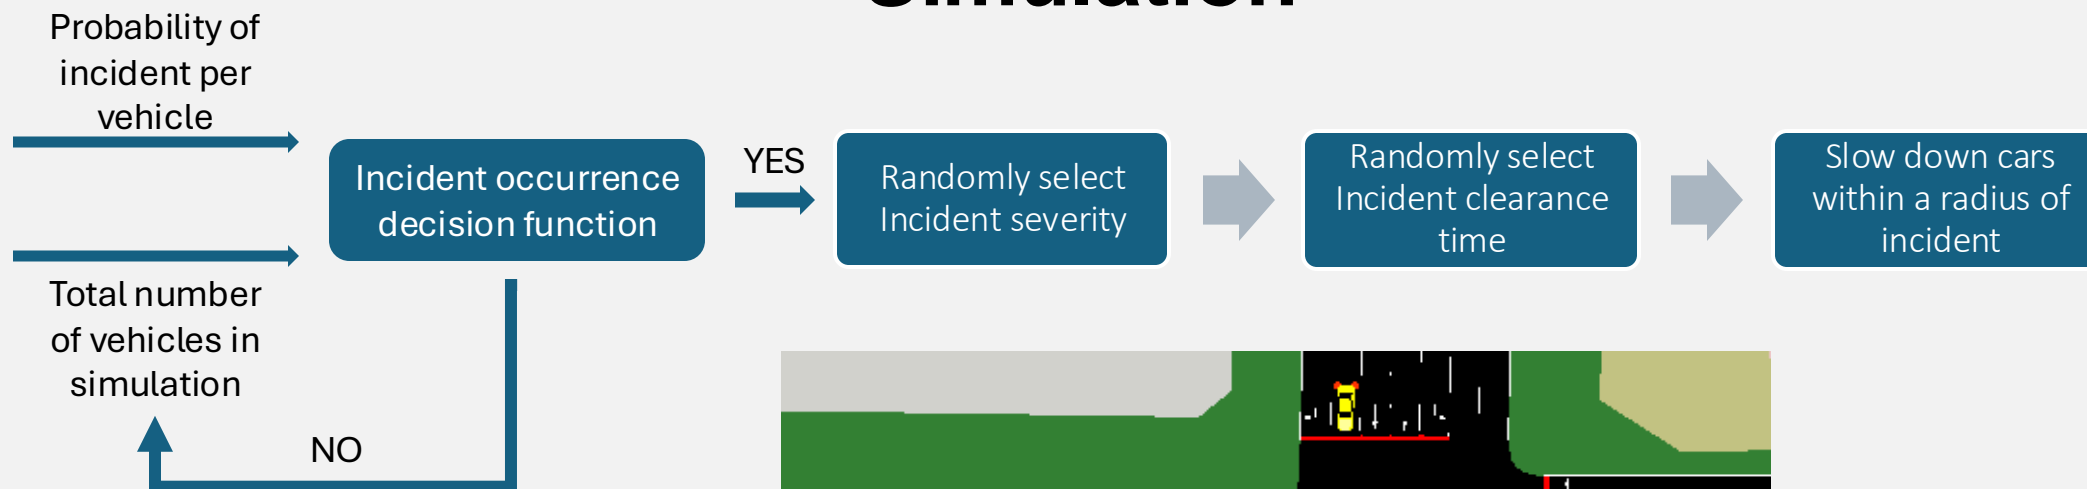 Simulation
Probability of
incident per
vehicle
Incident occurrence
decision function
YES
Randomly select
Incident severity
Randomly select
Incident clearance
time
Slow down cars
within a radius of
incident
Total number
of vehicles in
simulation
NO